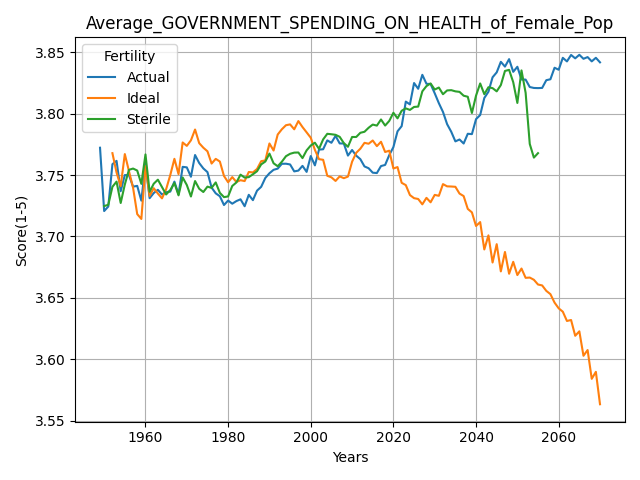 Average_GOVERNMENT_SPENDING_ON_HEALTH_of_Female_Pop
Fertility
Actual
Ideal
Sterile
Score(1-5)
3.85
3.80
3.75
3.70
3.65
3.60
3.55
1960
1980
2000
2020
2040
2060
Years